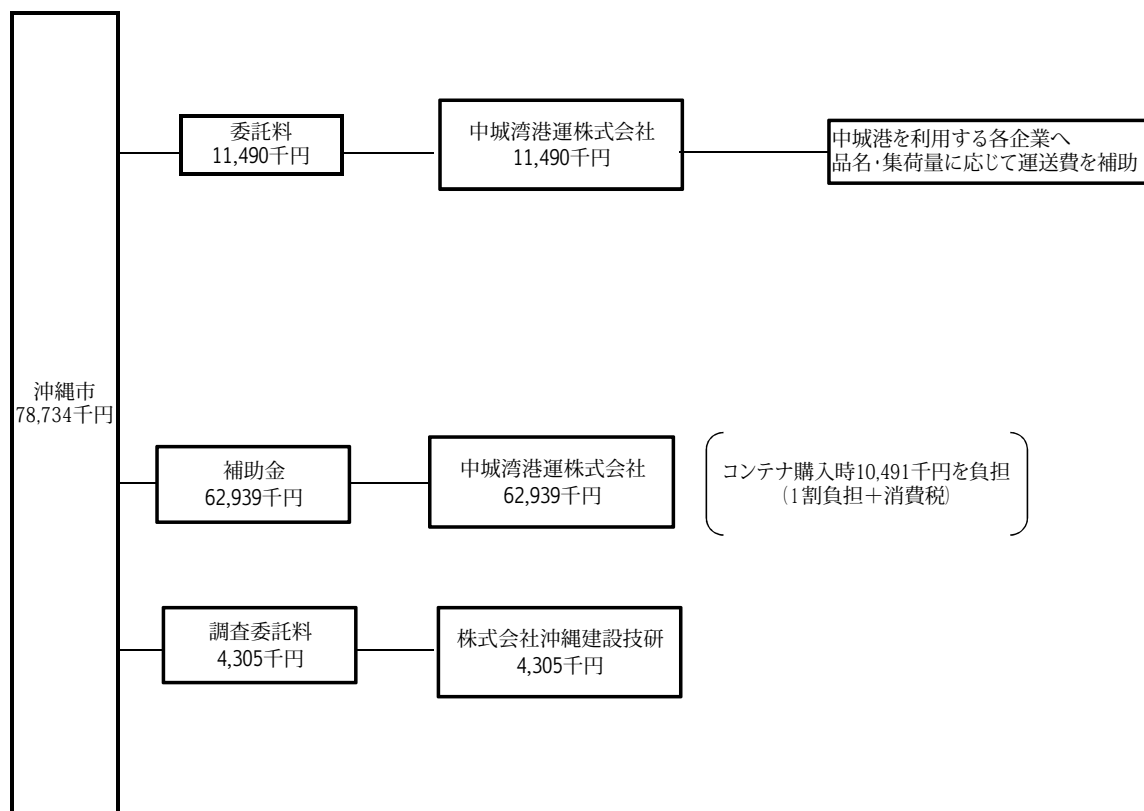 沖縄市
78,734千円
委託料
11,490千円
中城湾港運株式会社
11,490千円
中城港を利用する各企業へ
品名・集荷量に応じて運送費を補助
補助金
62,939千円
中城湾港運株式会社
62,939千円
コンテナ購入時10,491千円を負担
(1割負担+消費税)
調査委託料
4,305千円
株式会社沖縄建設技研
4,305千円